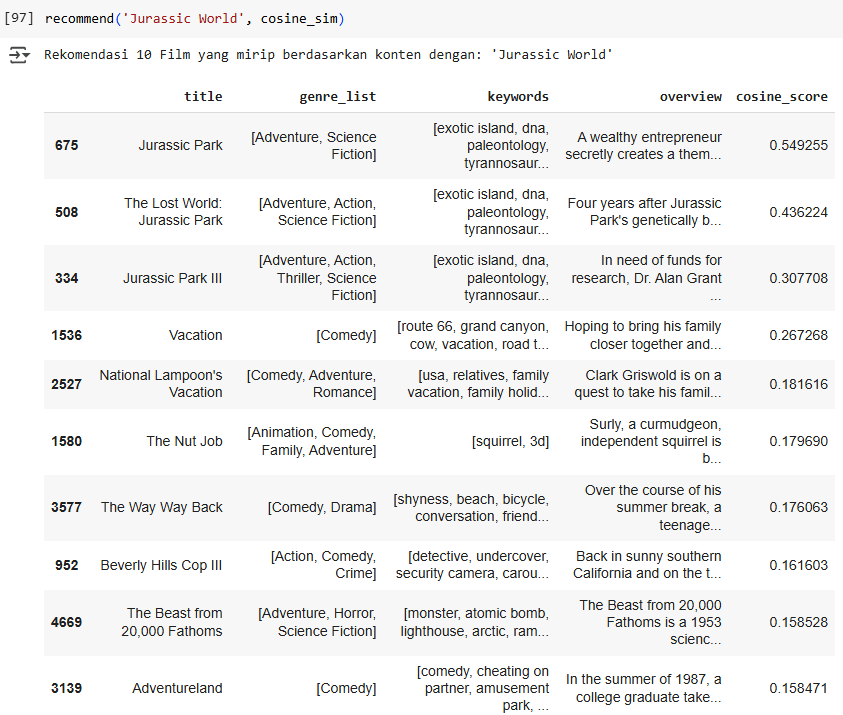 [97] recommend('Jurassic World', cosine_sim)
Rekomendasi 10 Film yang mirip berdasarkan konten dengan: 'Jurassic World'
title genre_list keywords overview cosine_score
675 Jurassic Park [Adventure, Science Fiction] [exotic island, dna, paleontology, tyrannosaur... A wealthy entrepreneur secretly creates a them... 0.549255
508 The Lost World: Jurassic Park [Adventure, Action, Science Fiction] [exotic island, dna, paleontology, tyrannosaur... Four years after Jurassic Park's genetically b... 0.436224
334 Jurassic Park III [Adventure, Action, Thriller, Science Fiction] [exotic island, dna, paleontology, tyrannosaur... In need of funds for research, Dr. Alan Grant ... 0.307708
1536 Vacation [Comedy] [route 66, grand canyon, cow, vacation, road t... Hoping to bring his family closer together and... 0.267268
2527 National Lampoon's Vacation [Comedy, Adventure, Romance] [usa, relatives, family vacation, family holid... Clark Griswold is on a quest to take his famil... 0.181616
1580 The Nut Job [Animation, Comedy, Family, Adventure] [squirrel, 3d] Surly, a curmudgeon, independent squirrel is b... 0.179690
3577 The Way Way Back [Comedy, Drama] [shyness, beach, bicycle, conversation, friend... Over the course of his summer break, a teenage... 0.176063
952 Beverly Hills Cop III [Action, Comedy, Crime] [detective, undercover, security camera, carou... Back in sunny southern California and on the t... 0.161603
4669 The Beast from 20,000 Fathoms [Adventure, Horror, Science Fiction] [monster, atomic bomb, lighthouse, arctic, ram... The Beast from 20,000 Fathoms is a 1953 scienc... 0.158528
3139 Adventureland [Comedy] [comedy, cheating on partner, amusement park, ... In the summer of 1987, a college graduate take... 0.158471